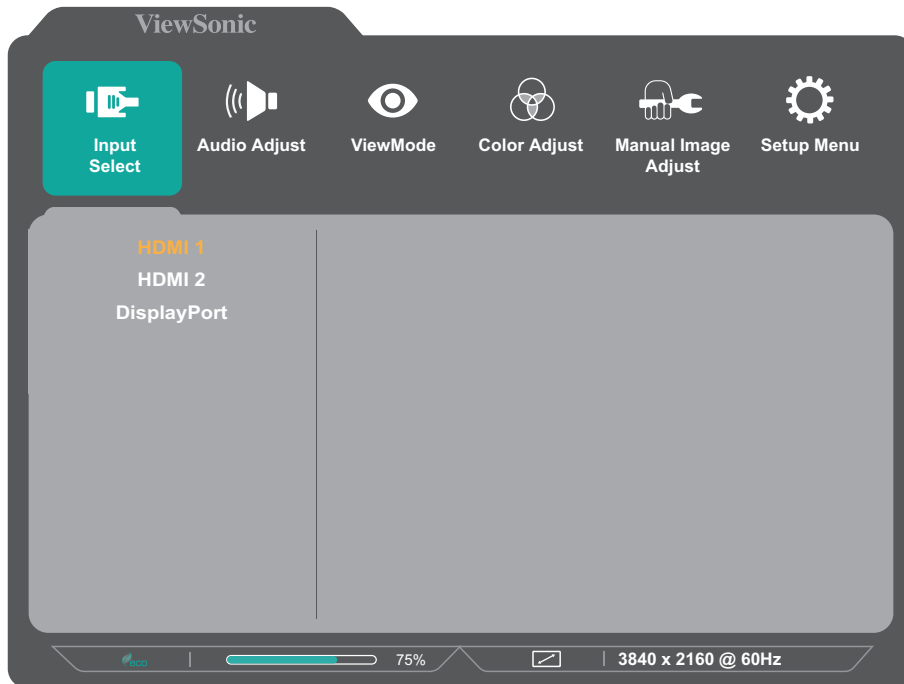 ViewSonic
Input
Select
Audio Adjust
ViewMode
Color Adjust
Manual Image
Adjust
Setup Menu
HDMI 1
HDMI 2
DisplayPort
eco
75%
3840 x 2160 @ 60Hz